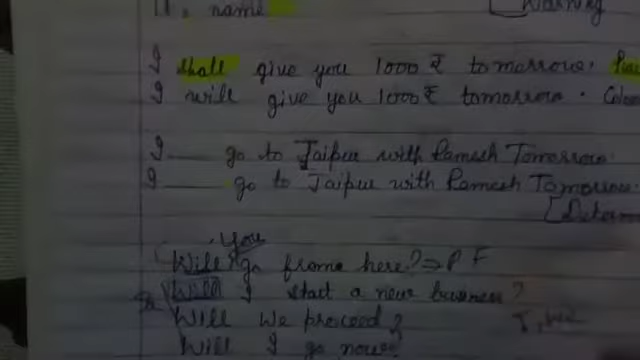 name [Warning
I shall give you 1000 ₹ tomorrow.
I will give you 1000 ₹ tomorrow.
I ___ go to Jaipur with Ramesh Tomorrow.
I ___ go to Jaipur with Ramesh Tomorrow
You
Will go frome here? ⇒ P F
Will I start a new business?
Will We proceed?
Will I go now?